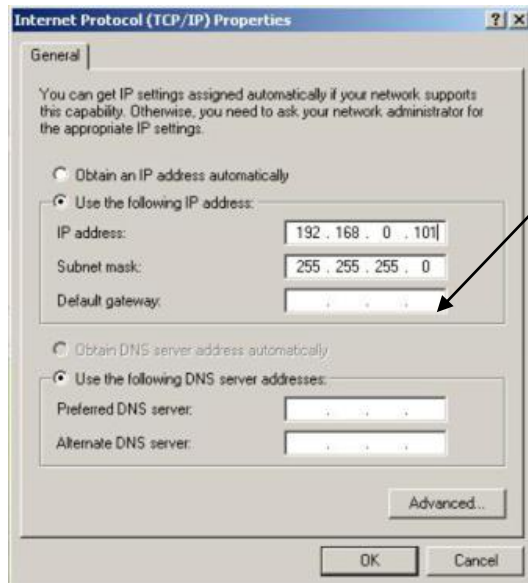 Internet Protocol (TCP/IP) Properties
General
You can get IP settings assigned automatically if your network supports
this capability. Otherwise, you need to ask your network administrator for
the appropriate IP settings.
Obtain an IP address automatically
Use the following IP address:
IP address: 192 . 168 . 0 . 101
Subnet mask: 255 . 255 . 255 . 0
Default gateway: . . .
Obtain DNS server address automatically
Use the following DNS server addresses:
Preferred DNS server: . . .
Alternate DNS server: . . .
Advanced...
OK Cancel